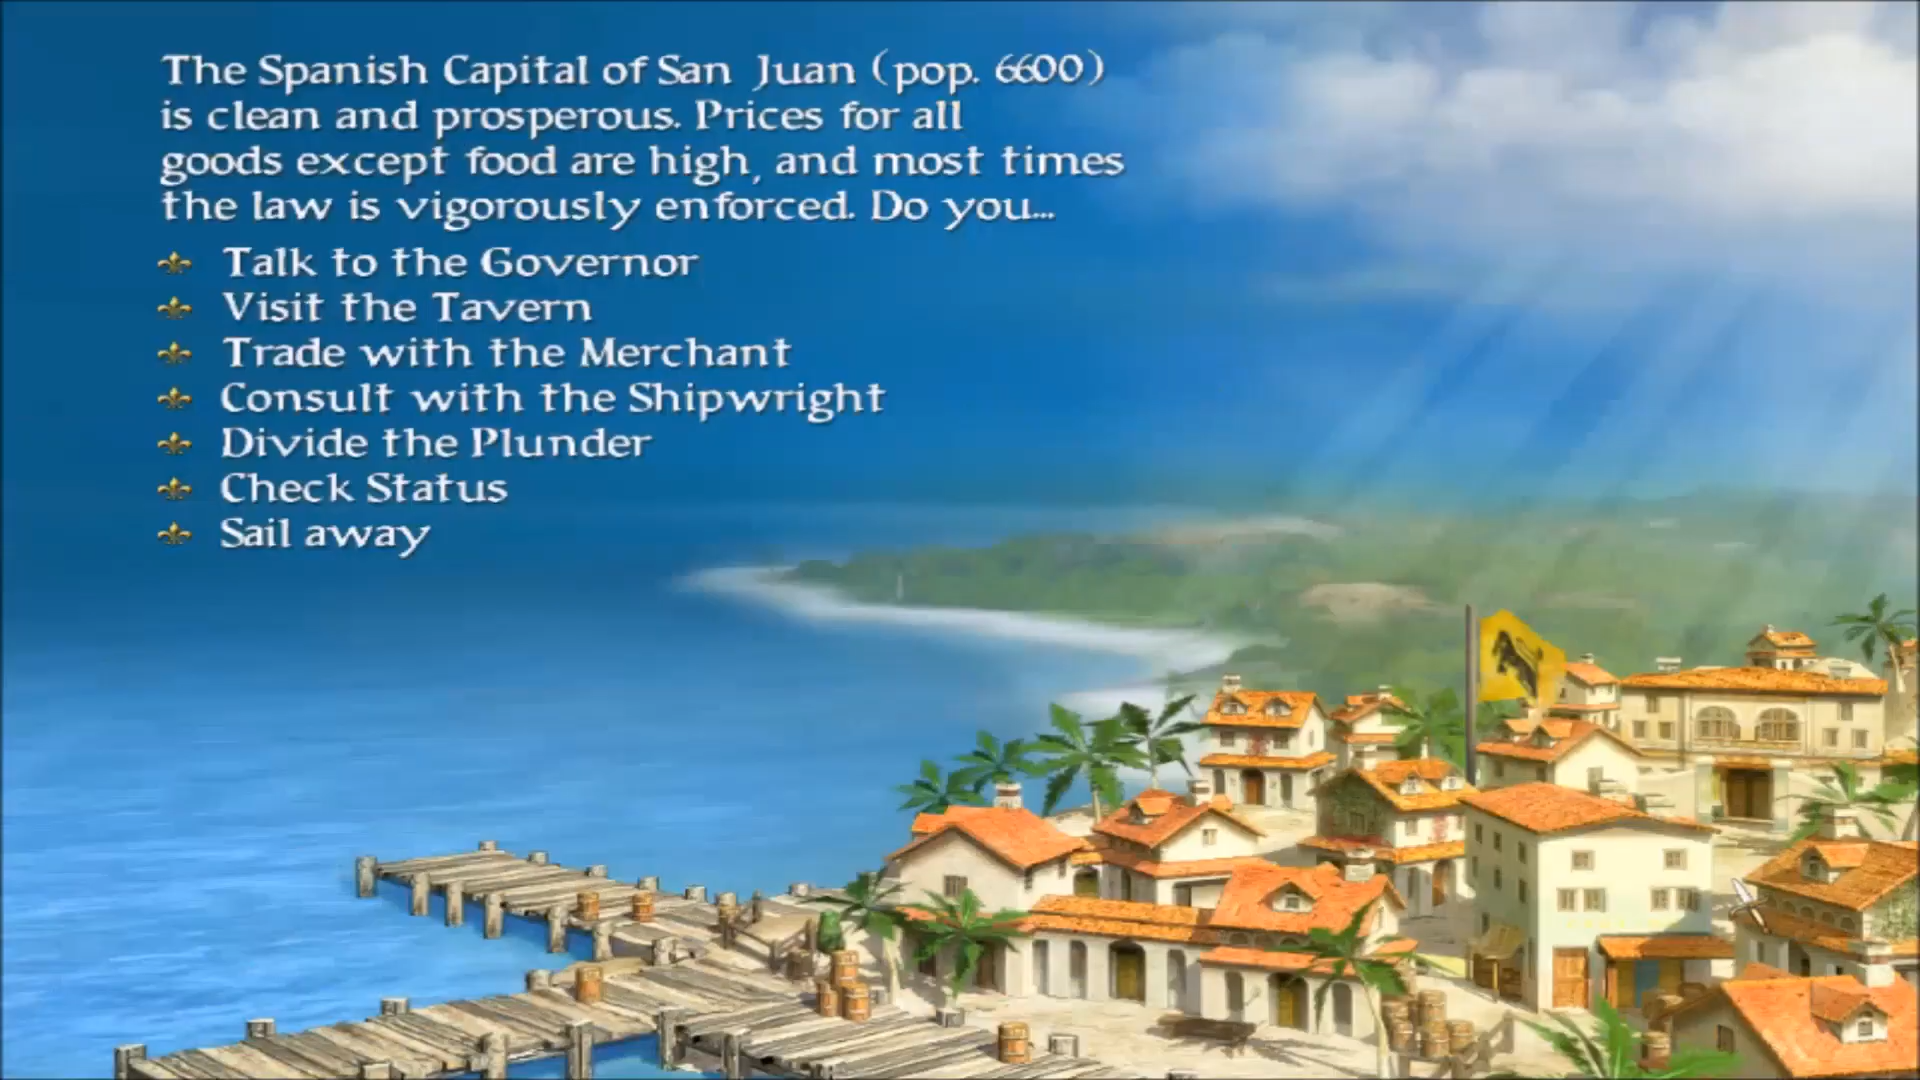 The Spanish Capital of San Juan (pop. 6600)
is clean and prosperous. Prices for all
goods except food are high, and most times
the law is vigorously enforced. Do you...
Talk to the Governor
Visit the Tavern
Trade with the Merchant
Consult with the Shipwright
Divide the Plunder
Check Status
Sail away